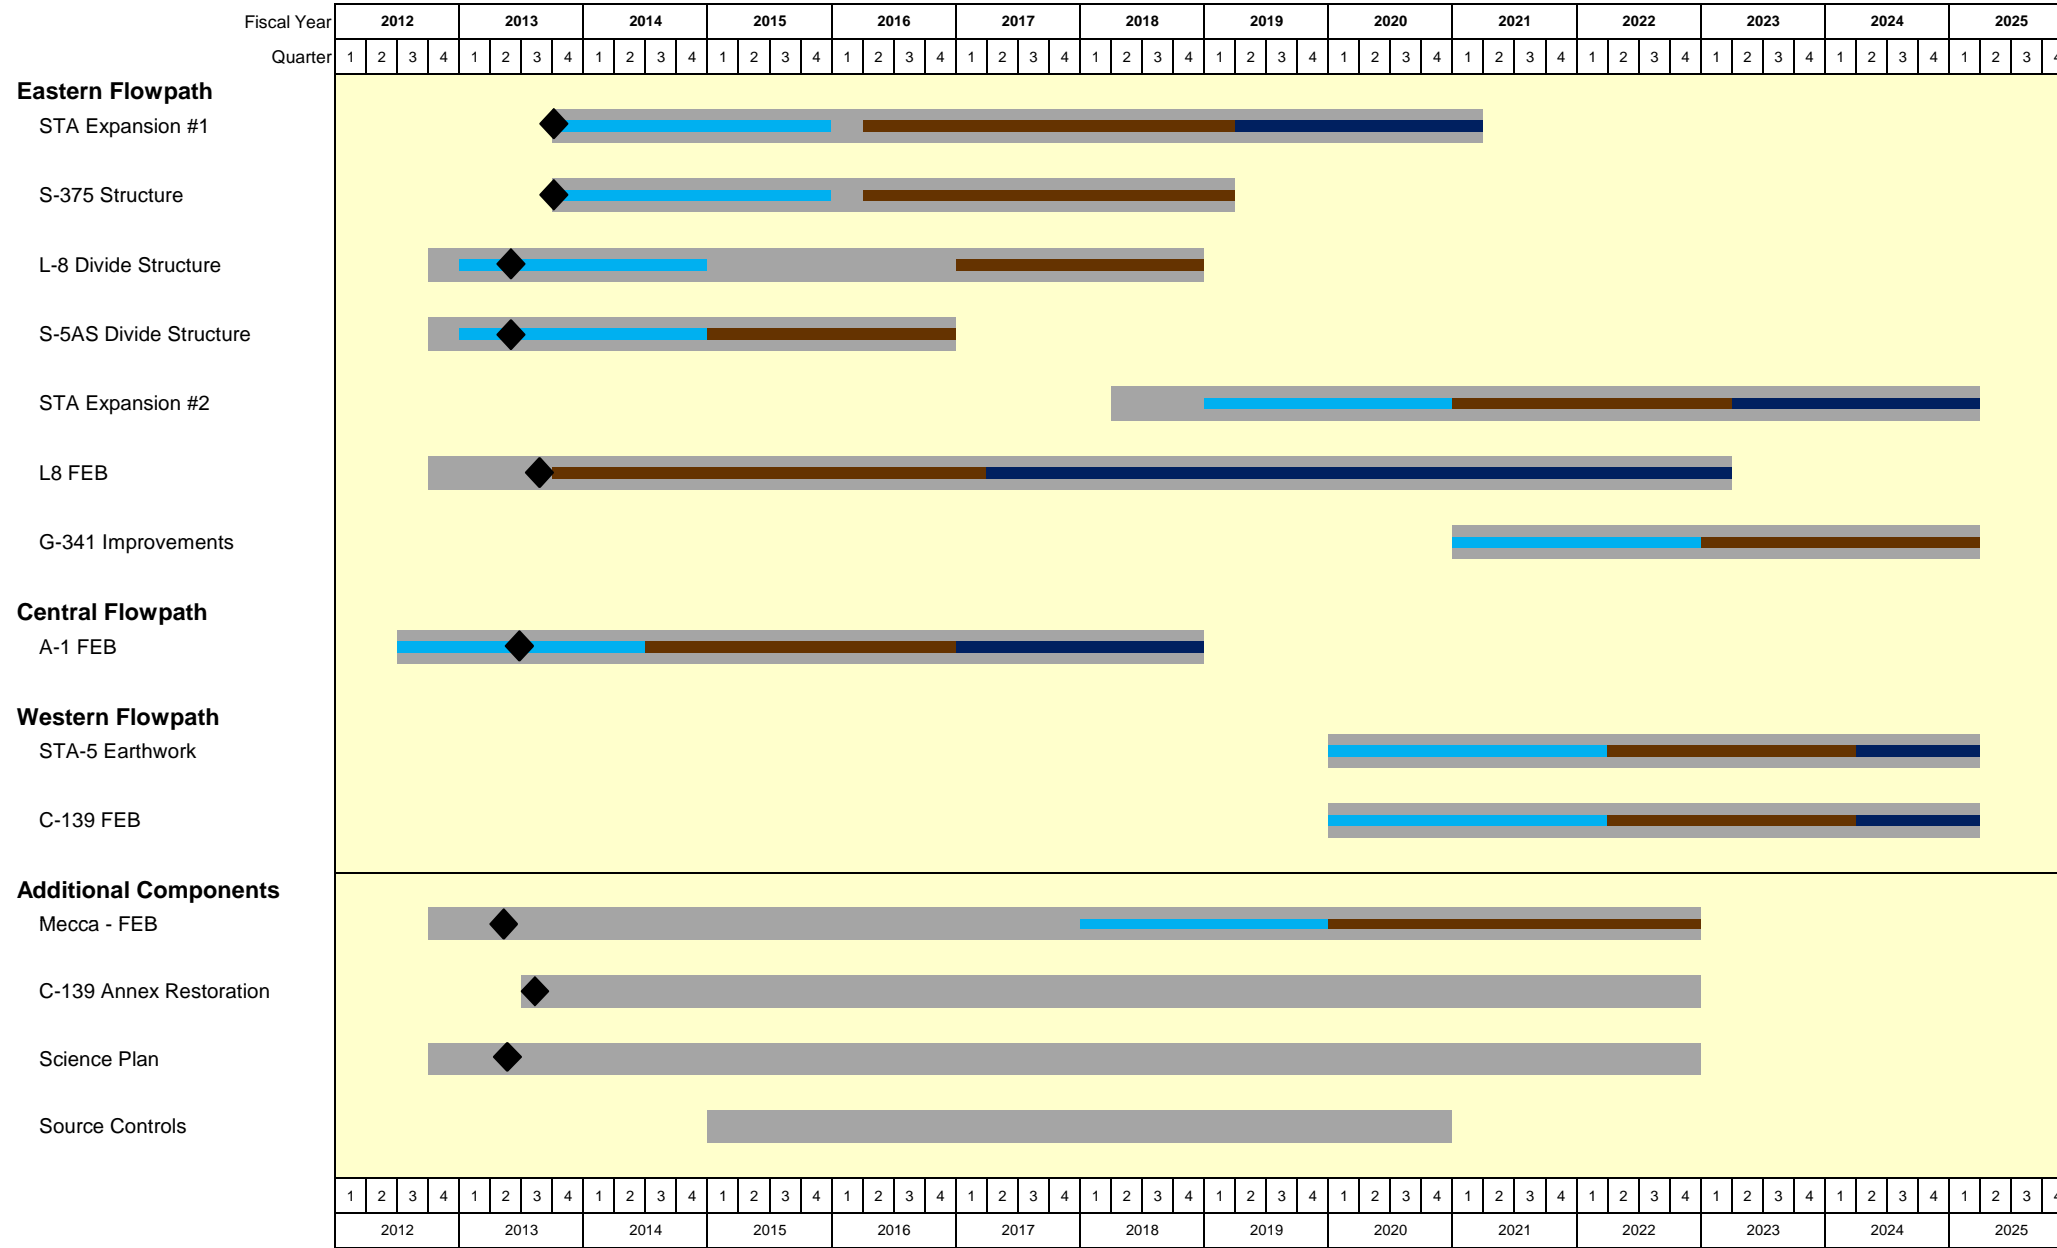 Fiscal Year 2012 2013 2014 2015 2016 2017 2018 2019 2020 2021 2022 2023 2024 2025
Quarter 1 2 3 4 1 2 3 4 1 2 3 4 1 2 3 4 1 2 3 4 1 2 3 4 1 2 3 4 1 2 3 4 1 2 3 4 1 2 3 4 1 2 3 4 1 2 3 4 1 2 3 4 1 2 3 4
Eastern Flowpath
STA Expansion #1
S-375 Structure
L-8 Divide Structure
S-5AS Divide Structure
STA Expansion #2
L8 FEB
G-341 Improvements
Central Flowpath
A-1 FEB
Western Flowpath
STA-5 Earthwork
C-139 FEB
Additional Components
Mecca - FEB
C-139 Annex Restoration
Science Plan
Source Controls
1 2 3 4 1 2 3 4 1 2 3 4 1 2 3 4 1 2 3 4 1 2 3 4 1 2 3 4 1 2 3 4 1 2 3 4 1 2 3 4 1 2 3 4 1 2 3 4 1 2 3 4 1 2 3 4
2012 2013 2014 2015 2016 2017 2018 2019 2020 2021 2022 2023 2024 2025